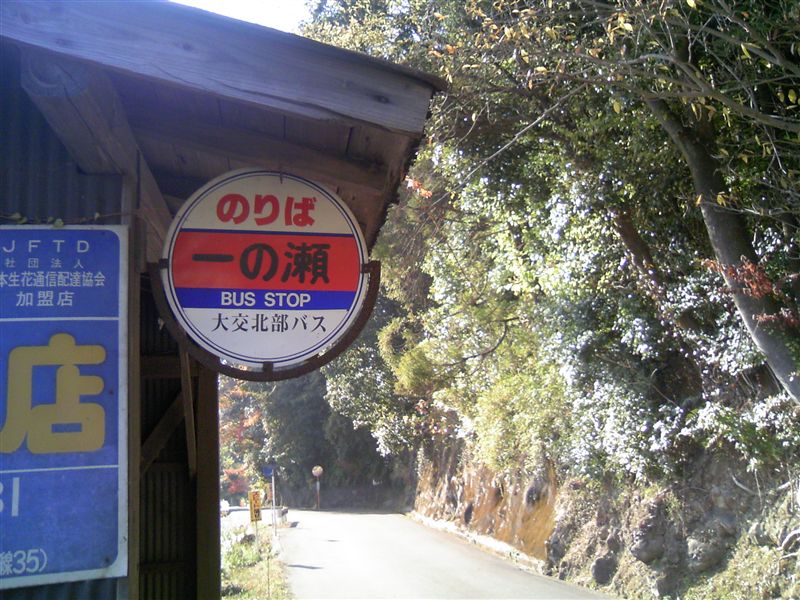 のりば
一の瀬
BUS STOP
大交北部バス
JFTD
社団法人
本生花通信配達協会
加盟店
店
31
線35)